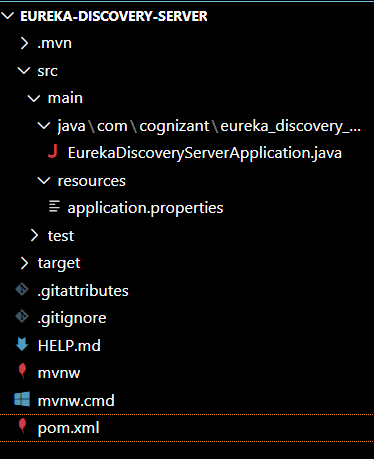 EUREKA-DISCOVERY-SERVER
.mvn
src
main
java\com\cognizant\eureka_discovery_...
EurekaDiscoveryServerApplication.java
resources
application.properties
test
target
.gitattributes
.gitignore
HELP.md
mvnw
mvnw.cmd
pom.xml